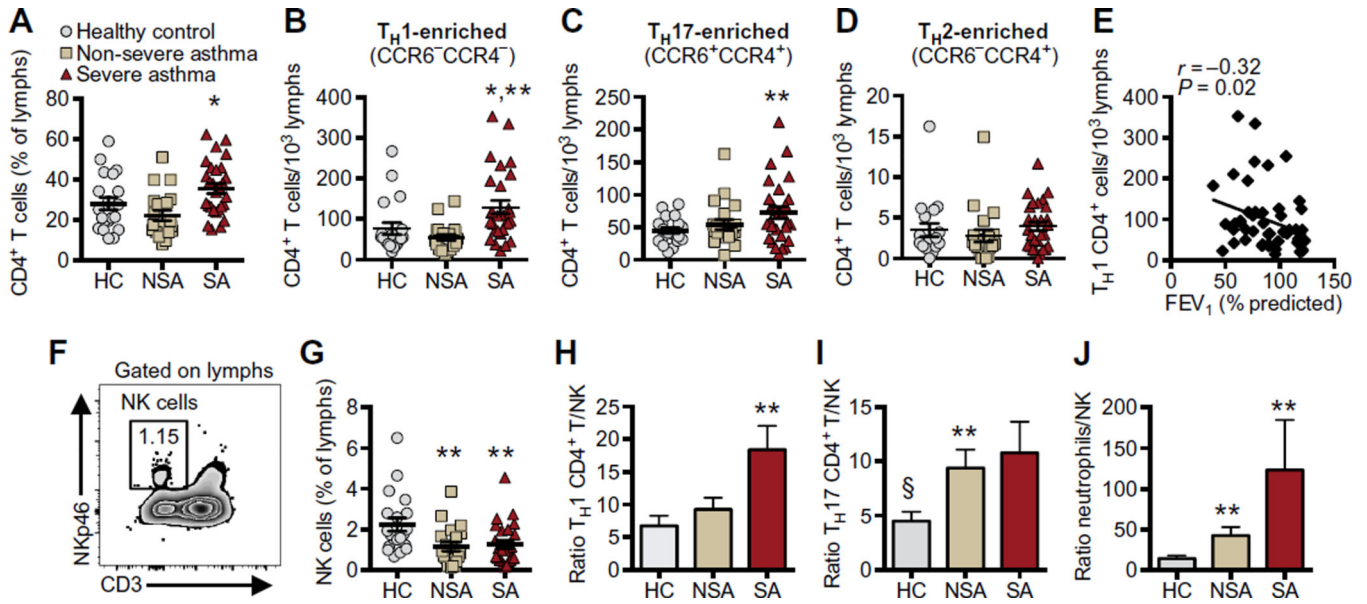 A
Healthy control
Non-severe asthma
Severe asthma
CD4⁺ T cells (% of lymphs)
80
60
40
20
0
*
HC NSA SA
B
T_H1-enriched
(CCR6⁻CCR4⁻)
CD4⁺ T cells/10³ lymphs
400
300
200
100
0
*,**
HC NSA SA
C
T_H17-enriched
(CCR6⁺CCR4⁺)
CD4⁺ T cells/10³ lymphs
250
200
150
100
50
0
**
HC NSA SA
D
T_H2-enriched
(CCR6⁻CCR4⁺)
CD4⁺ T cells/10³ lymphs
20
15
10
5
0
HC NSA SA
E
r = –0.32
P = 0.02
T_H1 CD4⁺ T cells/10³ lymphs
400
300
200
100
0
0 50 100 150
FEV₁ (% predicted)
F
Gated on lymphs
NK cells
1.15
NKp46
CD3
G
NK cells (% of lymphs)
8
6
4
2
0
** **
HC NSA SA
H
Ratio T_H1 CD4⁺ T/NK
25
20
15
10
5
0
**
HC NSA SA
I
Ratio T_H17 CD4⁺ T/NK
15
10
5
0
§ **
HC NSA SA
J
Ratio neutrophils/NK
200
150
100
50
0
** **
HC NSA SA